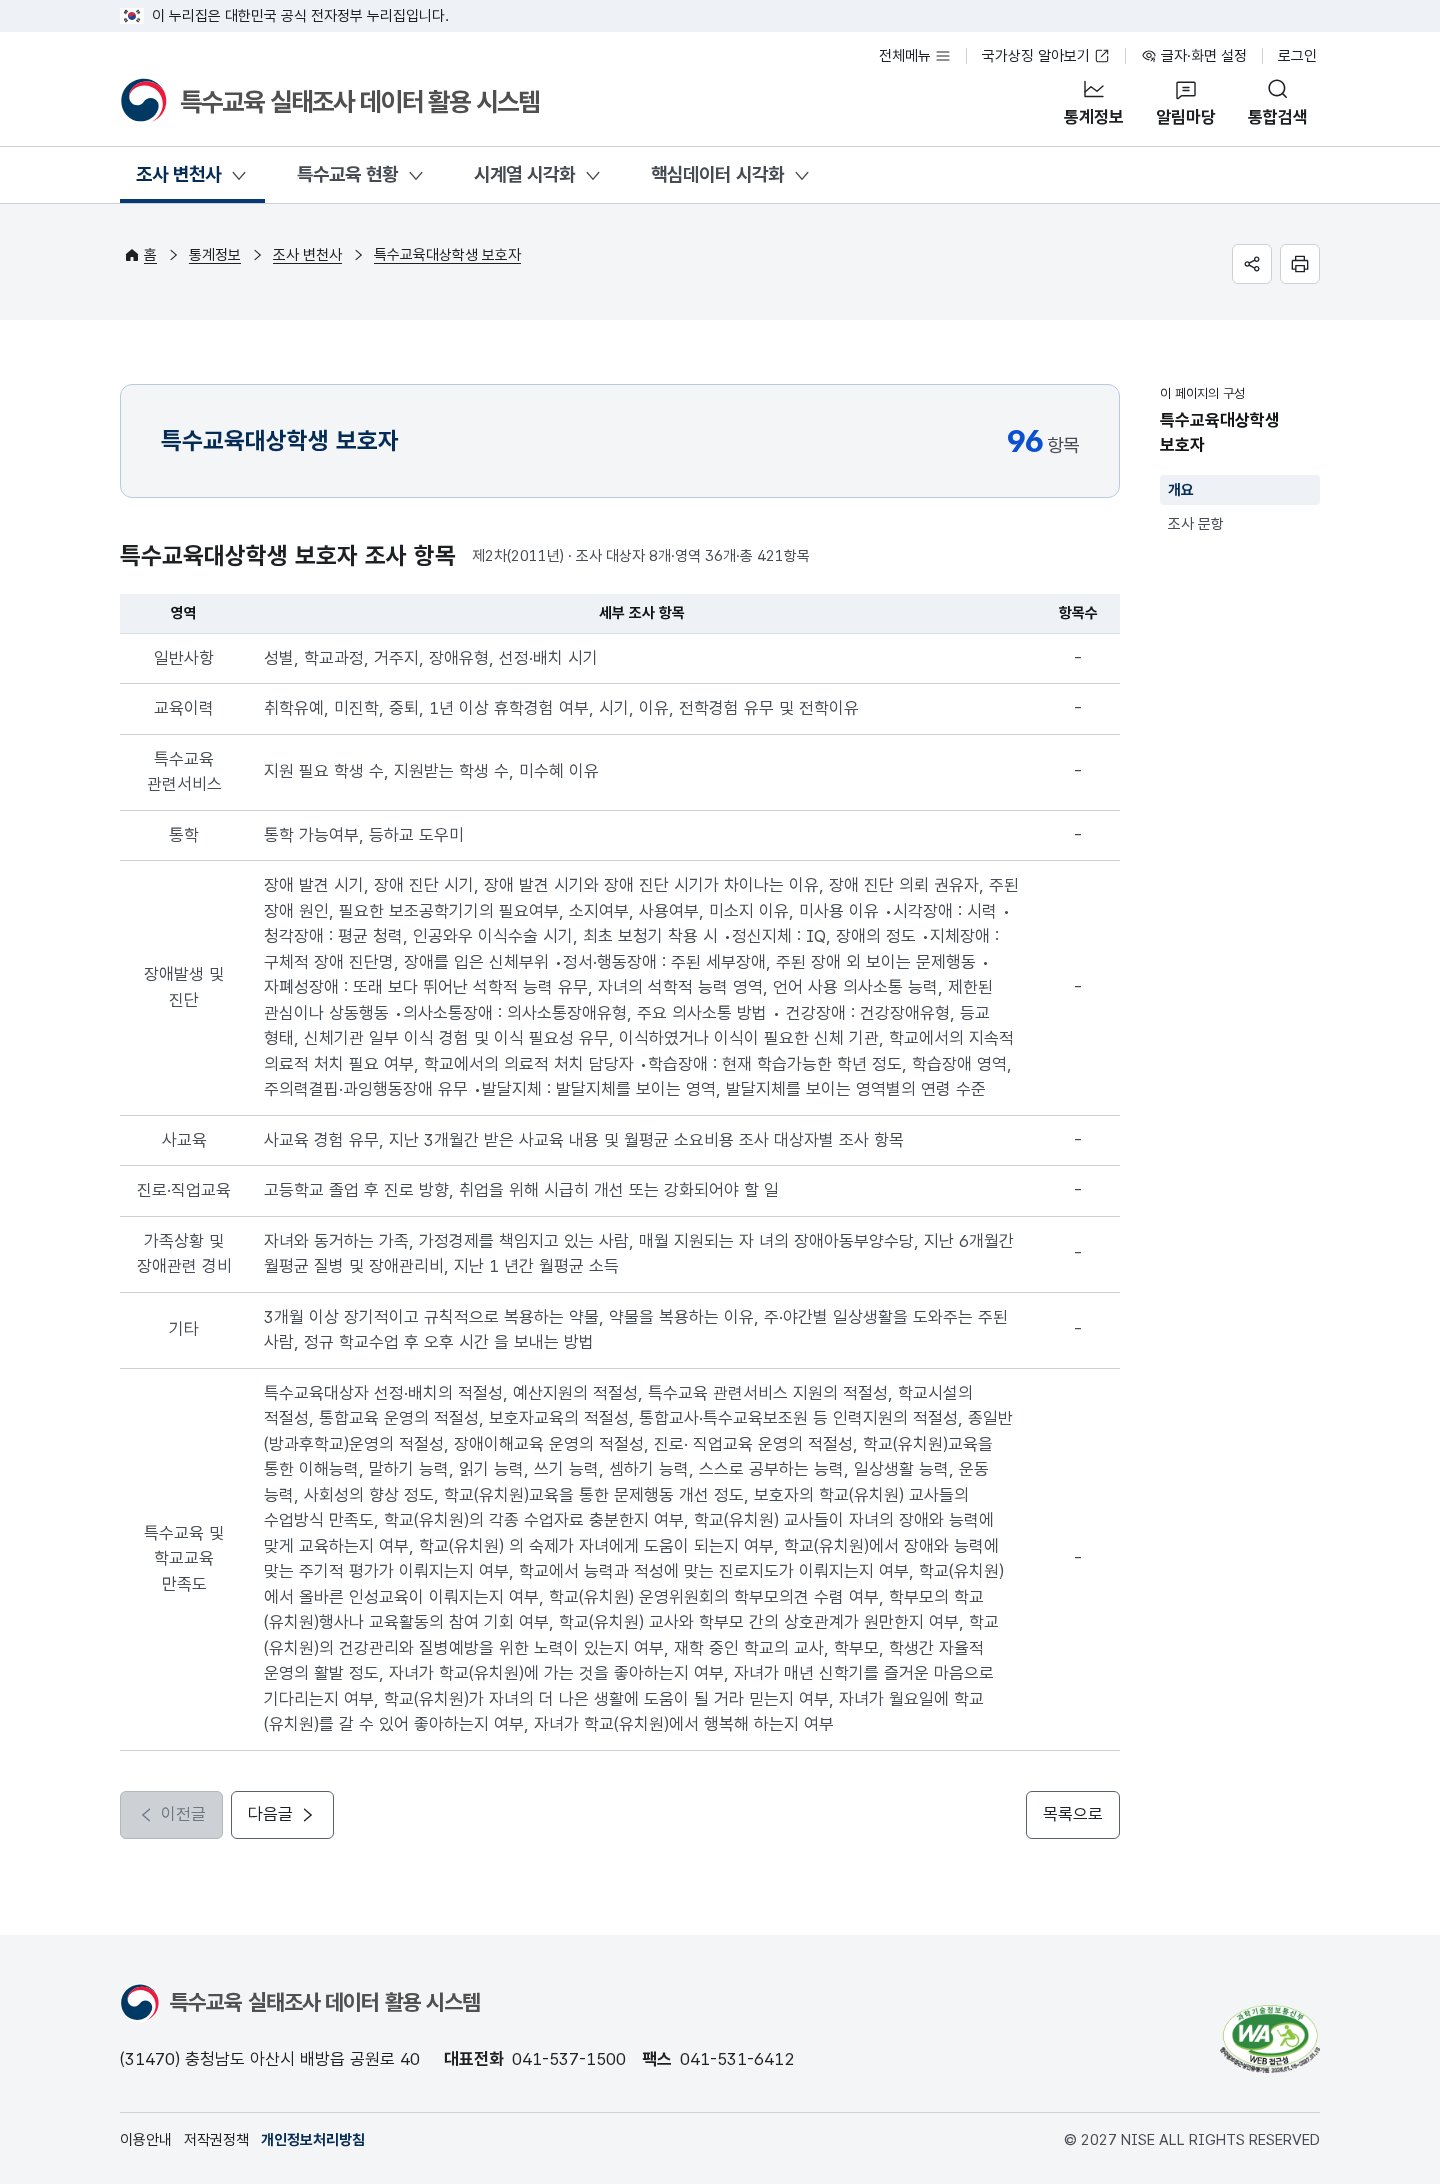 이 누리집은 대한민국 공식 전자정부 누리집입니다.
전체메뉴
국가상징 알아보기
글자·화면 설정
로그인
특수교육 실태조사 데이터 활용 시스템
통계정보
알림마당
통합검색
조사 변천사
특수교육 현황
시계열 시각화
핵심데이터 시각화
홈
통계정보
조사 변천사
특수교육대상학생 보호자
특수교육대상학생 보호자
96 항목
이 페이지의 구성
특수교육대상학생
보호자
개요
조사 문항
특수교육대상학생 보호자 조사 항목 제2차(2011년) · 조사 대상자 8개·영역 36개·총 421항목
영역 세부 조사 항목 항목수
일반사항 성별, 학교과정, 거주지, 장애유형, 선정·배치 시기 -
교육이력 취학유예, 미진학, 중퇴, 1년 이상 휴학경험 여부, 시기, 이유, 전학경험 유무 및 전학이유 -
특수교육
관련서비스
지원 필요 학생 수, 지원받는 학생 수, 미수혜 이유 -
통학 통학 가능여부, 등하교 도우미 -
장애발생 및
진단
장애 발견 시기, 장애 진단 시기, 장애 발견 시기와 장애 진단 시기가 차이나는 이유, 장애 진단 의뢰 권유자, 주된
장애 원인, 필요한 보조공학기기의 필요여부, 소지여부, 사용여부, 미소지 이유, 미사용 이유 •시각장애 : 시력 •
청각장애 : 평균 청력, 인공와우 이식수술 시기, 최초 보청기 착용 시 •정신지체 : IQ, 장애의 정도 •지체장애 :
구체적 장애 진단명, 장애를 입은 신체부위 •정서·행동장애 : 주된 세부장애, 주된 장애 외 보이는 문제행동 •
자폐성장애 : 또래 보다 뛰어난 석학적 능력 유무, 자녀의 석학적 능력 영역, 언어 사용 의사소통 능력, 제한된
관심이나 상동행동 •의사소통장애 : 의사소통장애유형, 주요 의사소통 방법 • 건강장애 : 건강장애유형, 등교
형태, 신체기관 일부 이식 경험 및 이식 필요성 유무, 이식하였거나 이식이 필요한 신체 기관, 학교에서의 지속적
의료적 처치 필요 여부, 학교에서의 의료적 처치 담당자 •학습장애 : 현재 학습가능한 학년 정도, 학습장애 영역,
주의력결핍·과잉행동장애 유무 •발달지체 : 발달지체를 보이는 영역, 발달지체를 보이는 영역별의 연령 수준
-
사교육 사교육 경험 유무, 지난 3개월간 받은 사교육 내용 및 월평균 소요비용 조사 대상자별 조사 항목 -
진로·직업교육 고등학교 졸업 후 진로 방향, 취업을 위해 시급히 개선 또는 강화되어야 할 일 -
가족상황 및
장애관련 경비
자녀와 동거하는 가족, 가정경제를 책임지고 있는 사람, 매월 지원되는 자 녀의 장애아동부양수당, 지난 6개월간
월평균 질병 및 장애관리비, 지난 1 년간 월평균 소득
-
기타
3개월 이상 장기적이고 규칙적으로 복용하는 약물, 약물을 복용하는 이유, 주·야간별 일상생활을 도와주는 주된
사람, 정규 학교수업 후 오후 시간 을 보내는 방법
-
특수교육 및
학교교육
만족도
특수교육대상자 선정·배치의 적절성, 예산지원의 적절성, 특수교육 관련서비스 지원의 적절성, 학교시설의
적절성, 통합교육 운영의 적절성, 보호자교육의 적절성, 통합교사·특수교육보조원 등 인력지원의 적절성, 종일반
(방과후학교)운영의 적절성, 장애이해교육 운영의 적절성, 진로· 직업교육 운영의 적절성, 학교(유치원)교육을
통한 이해능력, 말하기 능력, 읽기 능력, 쓰기 능력, 셈하기 능력, 스스로 공부하는 능력, 일상생활 능력, 운동
능력, 사회성의 향상 정도, 학교(유치원)교육을 통한 문제행동 개선 정도, 보호자의 학교(유치원) 교사들의
수업방식 만족도, 학교(유치원)의 각종 수업자료 충분한지 여부, 학교(유치원) 교사들이 자녀의 장애와 능력에
맞게 교육하는지 여부, 학교(유치원) 의 숙제가 자녀에게 도움이 되는지 여부, 학교(유치원)에서 장애와 능력에
맞는 주기적 평가가 이뤄지는지 여부, 학교에서 능력과 적성에 맞는 진로지도가 이뤄지는지 여부, 학교(유치원)
에서 올바른 인성교육이 이뤄지는지 여부, 학교(유치원) 운영위원회의 학부모의견 수렴 여부, 학부모의 학교
(유치원)행사나 교육활동의 참여 기회 여부, 학교(유치원) 교사와 학부모 간의 상호관계가 원만한지 여부, 학교
(유치원)의 건강관리와 질병예방을 위한 노력이 있는지 여부, 재학 중인 학교의 교사, 학부모, 학생간 자율적
운영의 활발 정도, 자녀가 학교(유치원)에 가는 것을 좋아하는지 여부, 자녀가 매년 신학기를 즐거운 마음으로
기다리는지 여부, 학교(유치원)가 자녀의 더 나은 생활에 도움이 될 거라 믿는지 여부, 자녀가 월요일에 학교
(유치원)를 갈 수 있어 좋아하는지 여부, 자녀가 학교(유치원)에서 행복해 하는지 여부
-
이전글
다음글
목록으로
특수교육 실태조사 데이터 활용 시스템
(31470) 충청남도 아산시 배방읍 공원로 40 대표전화 041-537-1500 팩스 041-531-6412
과학기술정보통신부
WA
WEB 접근성
이용안내 저작권정책 개인정보처리방침
© 2027 NISE ALL RIGHTS RESERVED